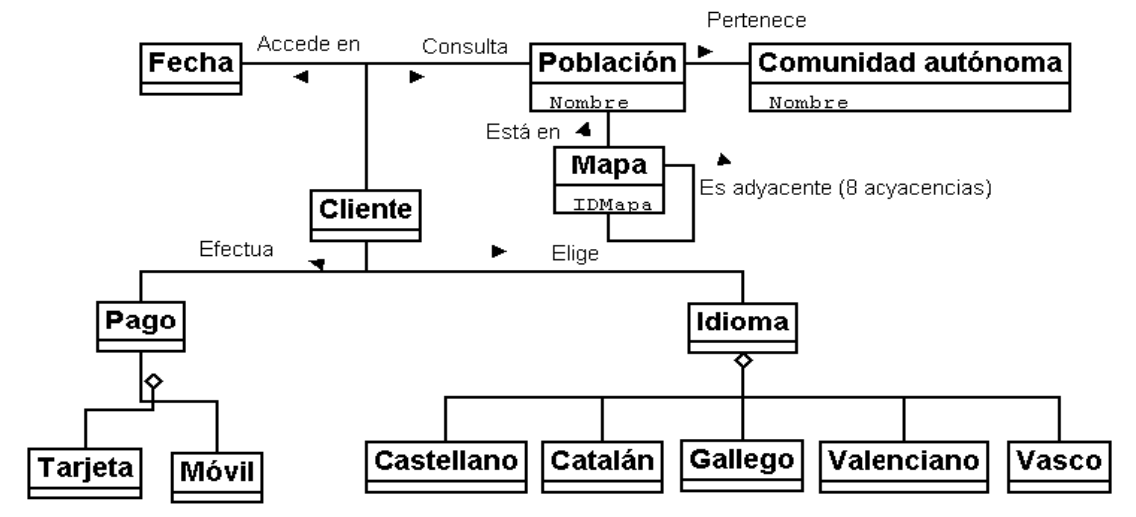 Pertenece
Accede en
Consulta
Fecha
Población
Comunidad autónoma
Nombre
Nombre
Está en
Mapa
Es adyacente (8 acyacencias)
IDMapa
Cliente
Efectua
Elige
Pago
Idioma
Tarjeta
Móvil
Castellano
Catalán
Gallego
Valenciano
Vasco